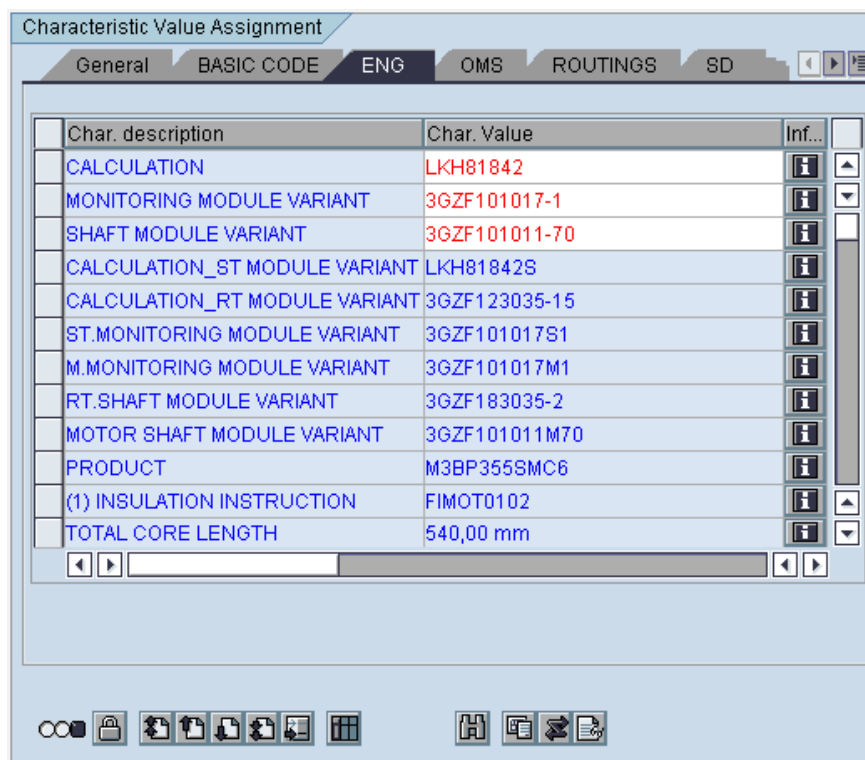 Characteristic Value Assignment
General BASIC CODE ENG OMS ROUTINGS SD
Char. description Char. Value Inf...
CALCULATION LKH81842
MONITORING MODULE VARIANT 3GZF101017-1
SHAFT MODULE VARIANT 3GZF101011-70
CALCULATION_ST MODULE VARIANT LKH81842S
CALCULATION_RT MODULE VARIANT 3GZF123035-15
ST.MONITORING MODULE VARIANT 3GZF101017S1
M.MONITORING MODULE VARIANT 3GZF101017M1
RT.SHAFT MODULE VARIANT 3GZF183035-2
MOTOR SHAFT MODULE VARIANT 3GZF101011M70
PRODUCT M3BP355SMC6
(1) INSULATION INSTRUCTION FIMOT0102
TOTAL CORE LENGTH 540,00 mm